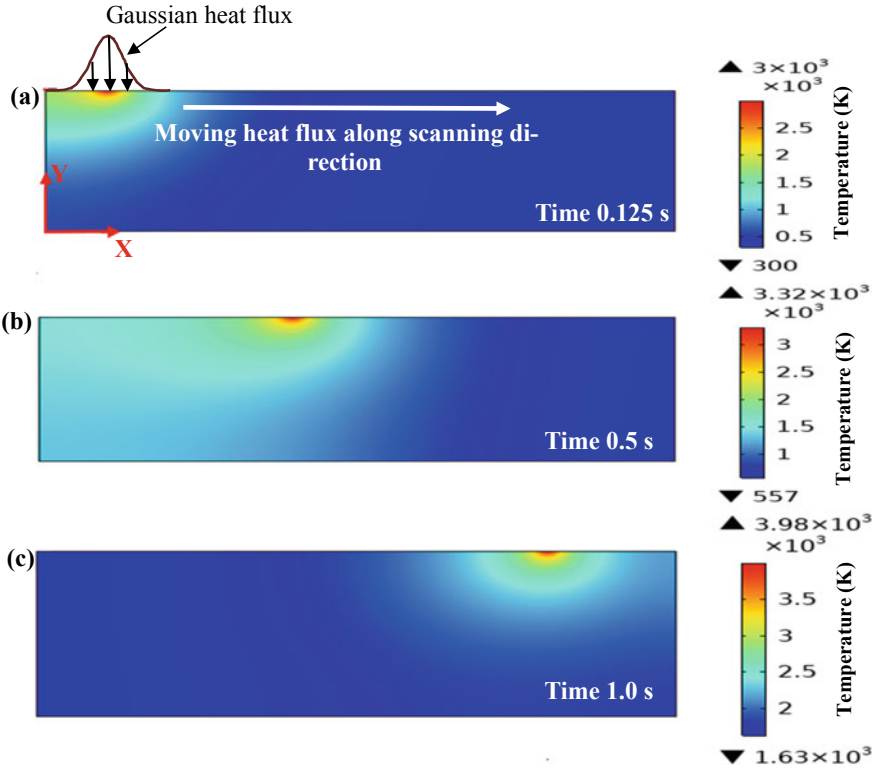 Gaussian heat flux
(a)
Moving heat flux along scanning di-
rection
Y
X
Time 0.125 s
▲ 3×10³
×10³
2.5
2
1.5
1
0.5
▼ 300
Temperature (K)
(b)
Time 0.5 s
▲ 3.32×10³
×10³
3
2.5
2
1.5
1
▼ 557
Temperature (K)
(c)
Time 1.0 s
▲ 3.98×10³
×10³
3.5
3
2.5
2
▼ 1.63×10³
Temperature (K)